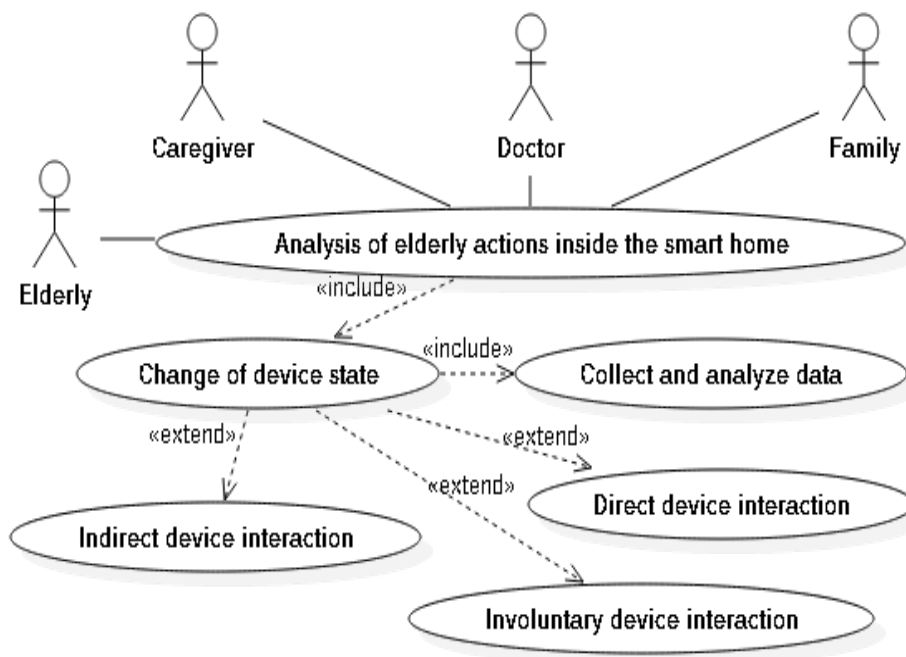 Caregiver
Doctor
Family
Elderly
Analysis of elderly actions inside the smart home
«include»
«include»
Change of device state
Collect and analyze data
«extend»
«extend»
«extend»
Direct device interaction
Indirect device interaction
Involuntary device interaction